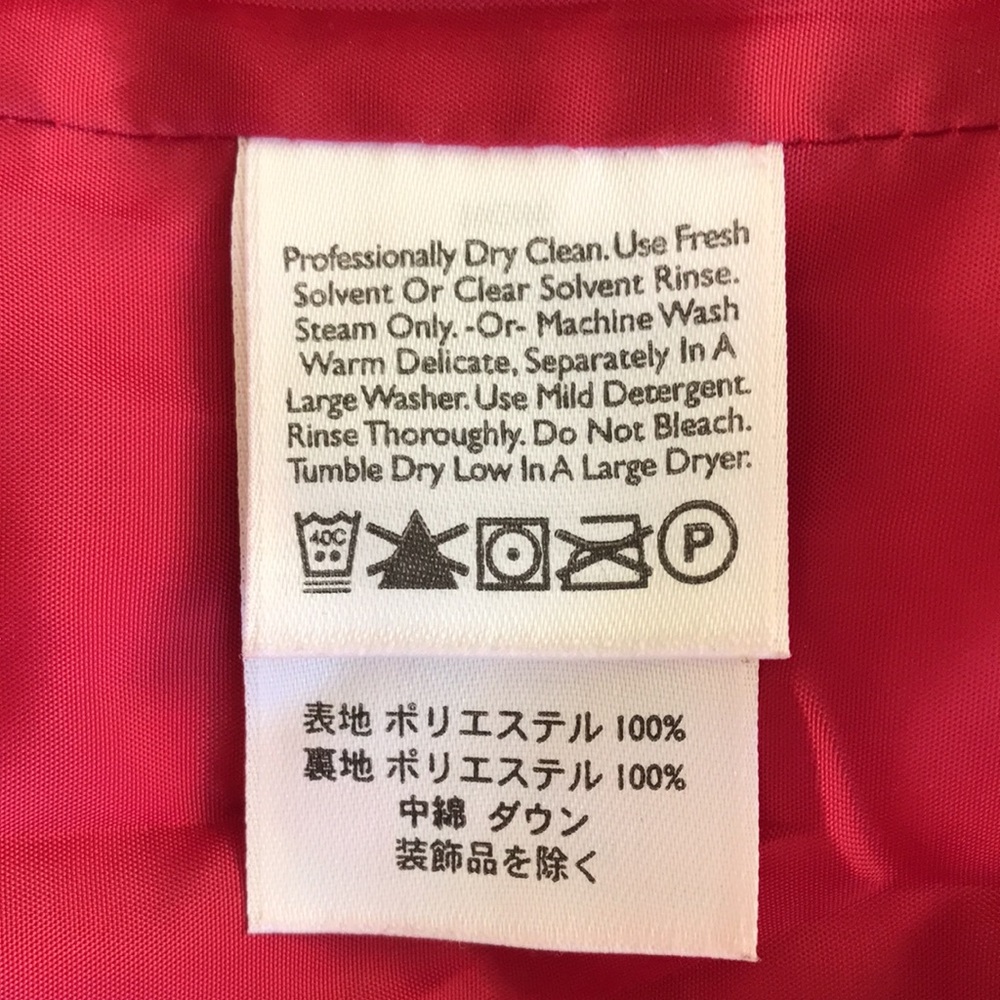 Professionally Dry Clean. Use Fresh
Solvent Or Clear Solvent Rinse.
Steam Only. -Or- Machine Wash
Warm Delicate, Separately In A
Large Washer. Use Mild Detergent.
Rinse Thoroughly. Do Not Bleach.
Tumble Dry Low In A Large Dryer.
40C P
表地 ポリエステル 100%
裏地 ポリエステル 100%
中綿 ダウン
装飾品を除く